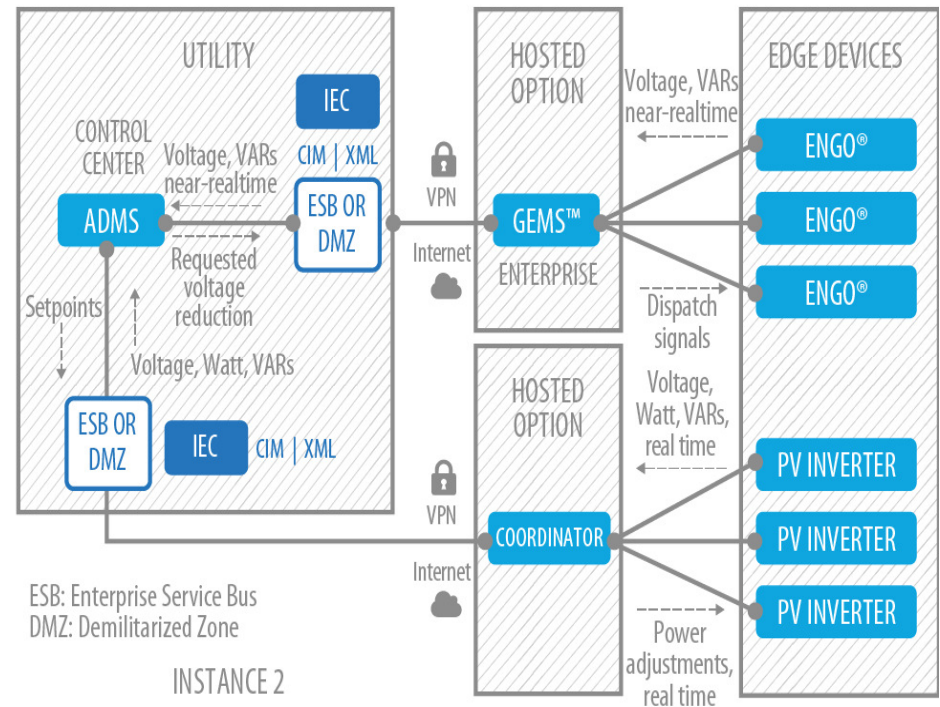 UTILITY
IEC
CIM | XML
CONTROL
CENTER
Voltage, VARs
near-realtime
ADMS
ESB OR
DMZ
Requested
voltage
reduction
Setpoints
Voltage, Watt, VARs
ESB OR
DMZ
IEC
CIM | XML
VPN
Internet
HOSTED
OPTION
GEMS™
ENTERPRISE
Voltage, VARs
near-realtime
Dispatch
signals
EDGE DEVICES
ENGO®
ENGO®
ENGO®
VPN
Internet
HOSTED
OPTION
COORDINATOR
Voltage,
Watt, VARs,
real time
Power
adjustments,
real time
PV INVERTER
PV INVERTER
PV INVERTER
ESB: Enterprise Service Bus
DMZ: Demilitarized Zone
INSTANCE 2